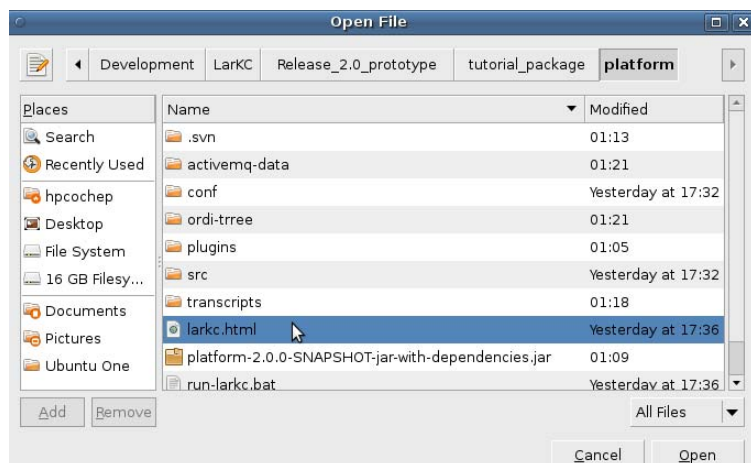 Open File
Development LarKC Release_2.0_prototype tutorial_package platform
Places Name Modified
Search .svn 01:13
Recently Used activemq-data 01:21
hpcochep conf Yesterday at 17:32
Desktop ordi-trree 01:21
File System plugins 01:05
16 GB Filesy... src Yesterday at 17:32
Documents transcripts 01:18
Pictures larkc.html Yesterday at 17:36
Ubuntu One platform-2.0.0-SNAPSHOT-jar-with-dependencies.jar 01:09
run-larkc.bat Yesterday at 17:36
Add Remove All Files
Cancel Open